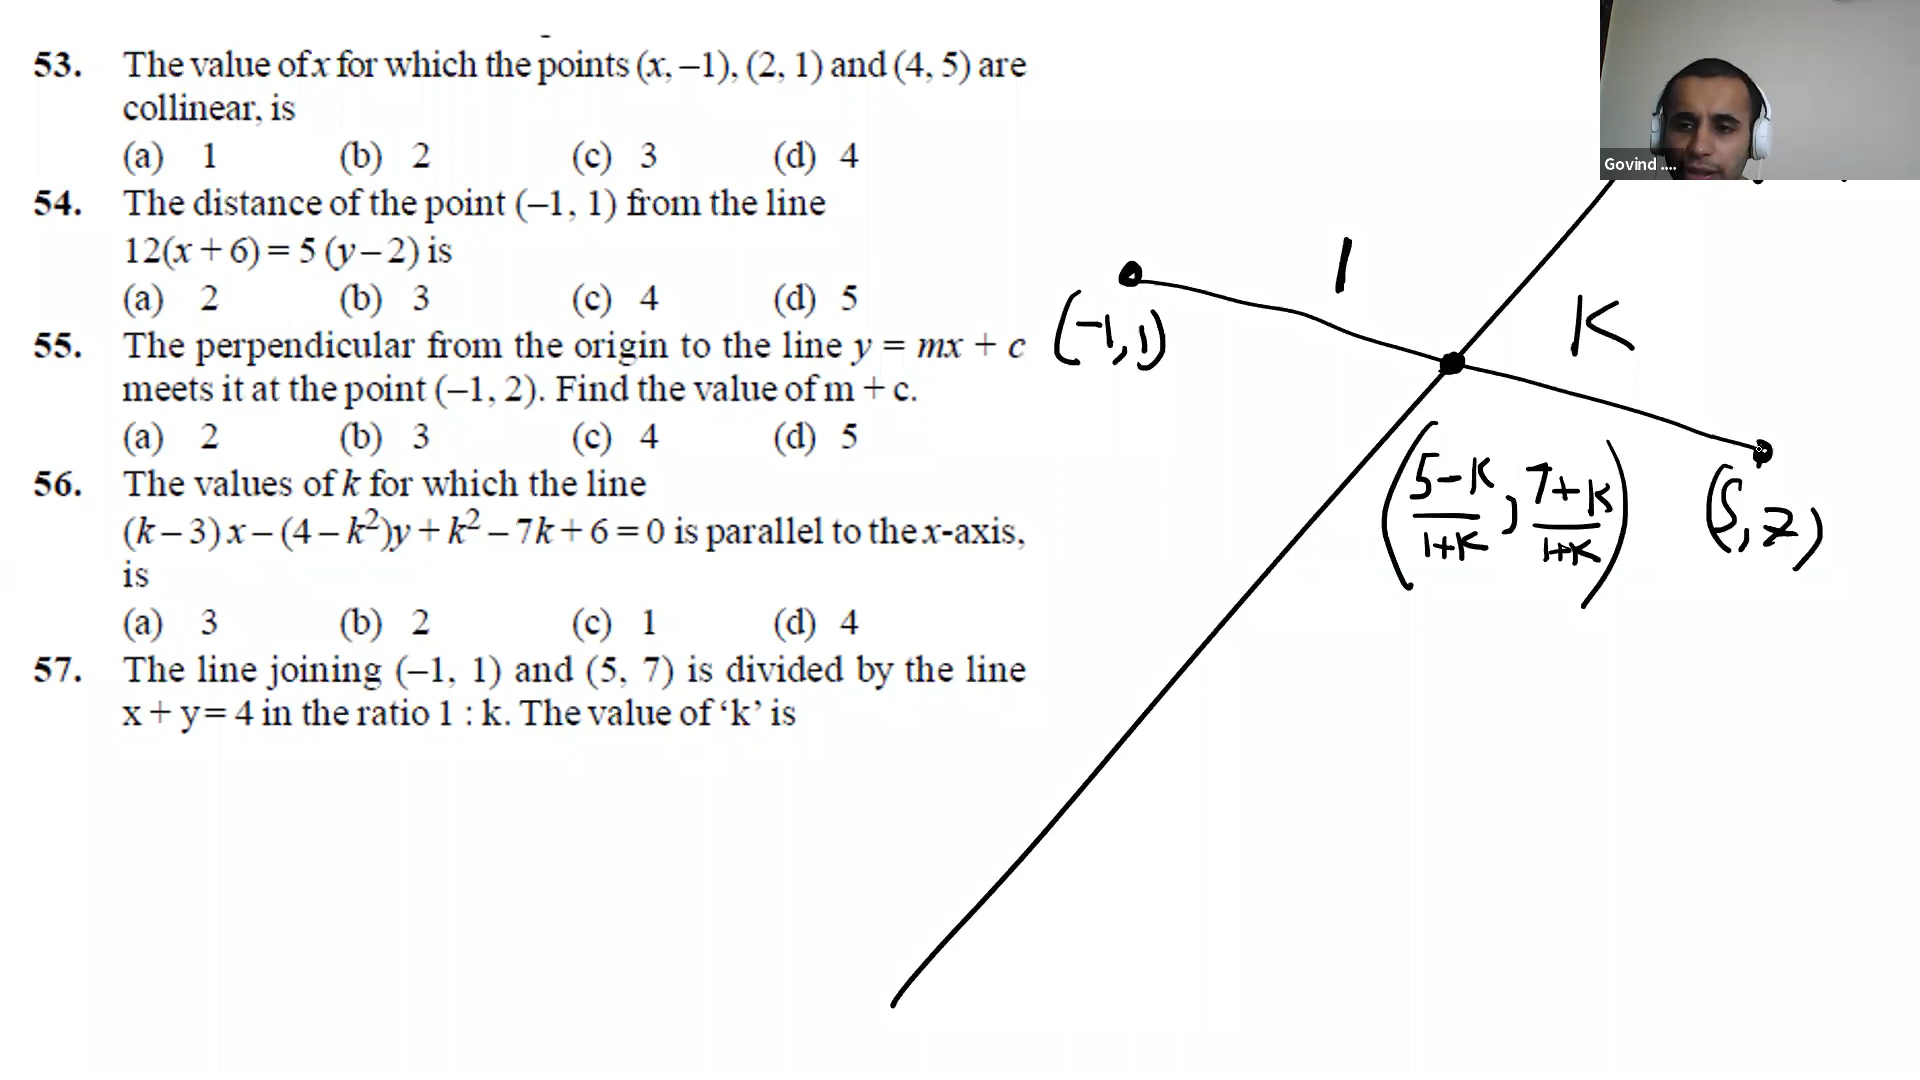 53. The value of x for which the points (x, –1), (2, 1) and (4, 5) are
collinear, is
(a) 1 (b) 2 (c) 3 (d) 4
54. The distance of the point (–1, 1) from the line
12(x + 6) = 5 (y – 2) is
(a) 2 (b) 3 (c) 4 (d) 5
55. The perpendicular from the origin to the line y = mx + c
meets it at the point (–1, 2). Find the value of m + c.
(a) 2 (b) 3 (c) 4 (d) 5
56. The values of k for which the line
(k – 3) x – (4 – k²)y + k² – 7k + 6 = 0 is parallel to the x-axis,
is
(a) 3 (b) 2 (c) 1 (d) 4
57. The line joining (–1, 1) and (5, 7) is divided by the line
x + y = 4 in the ratio 1 : k. The value of ‘k’ is
Govind ....
1
K
(-1, 1)
(5-K/1+K, 7+K/1+K)
(5, 7)